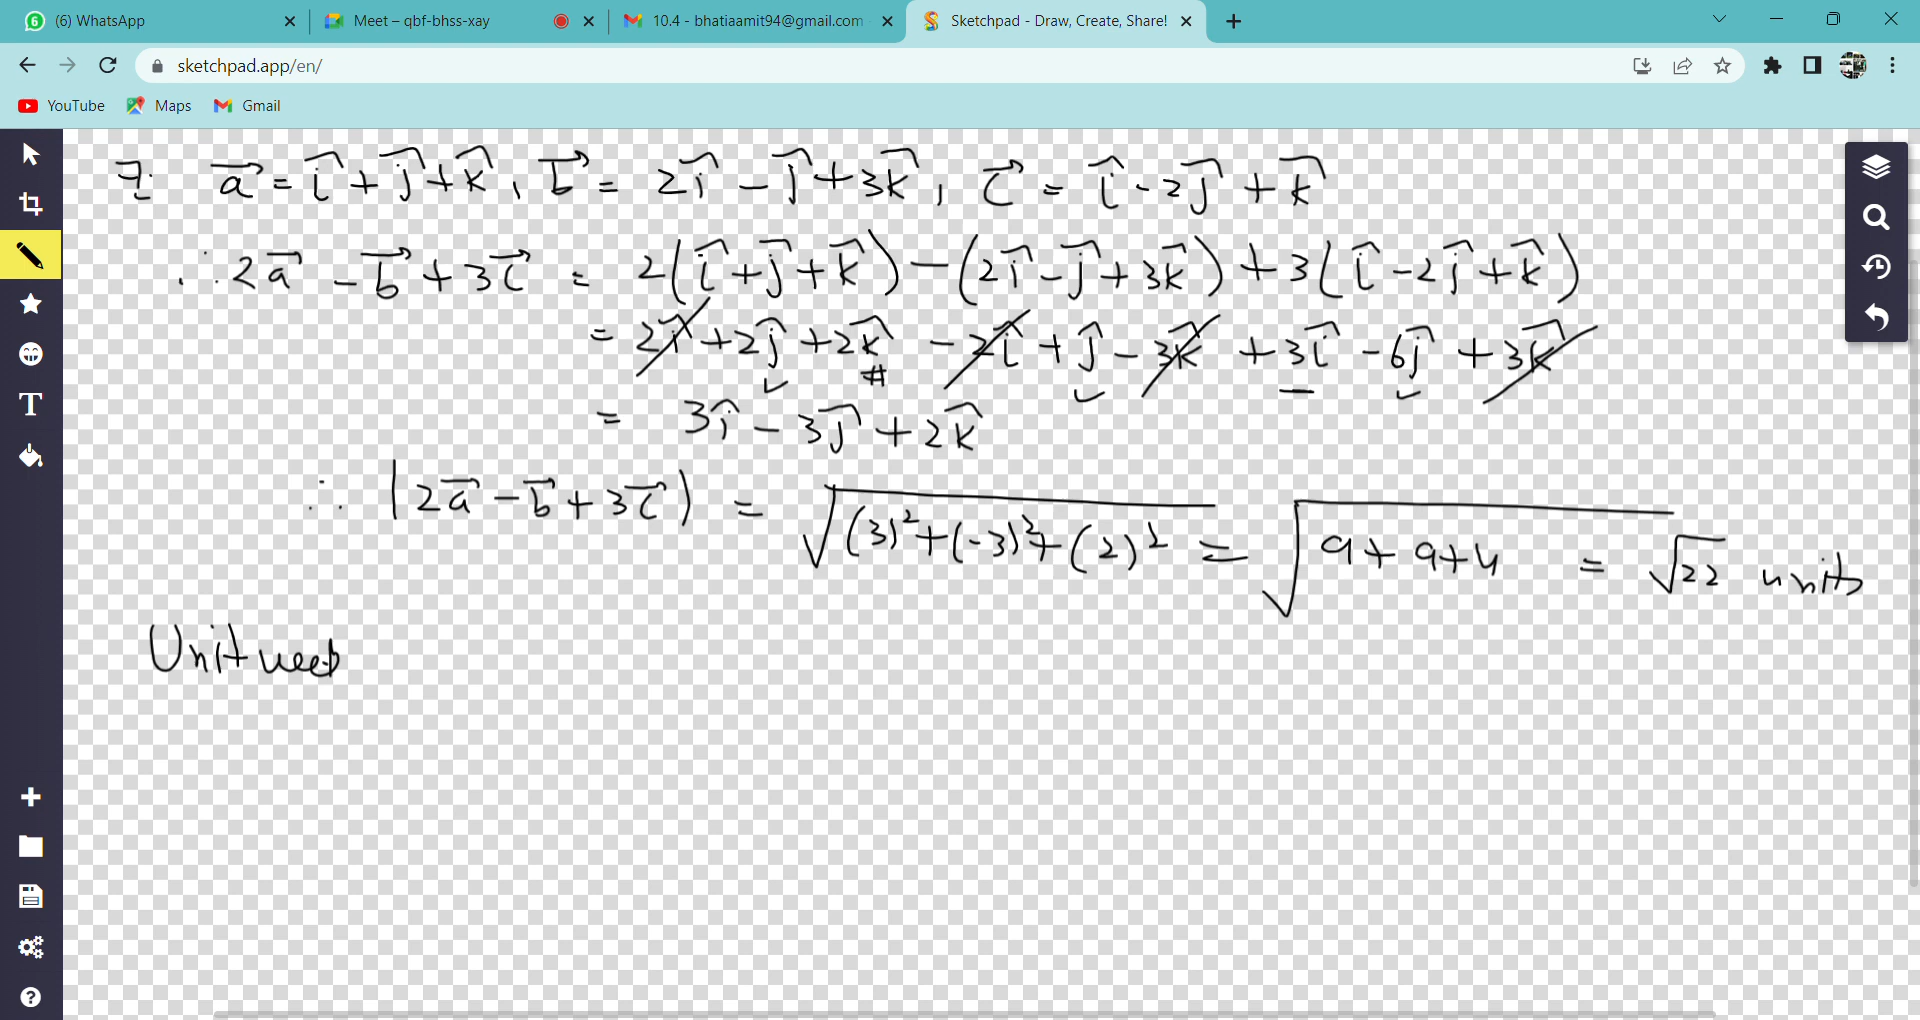 (6) WhatsApp
Meet – qbf-bhss-xay
10.4 - bhatiaamit94@gmail.com
Sketchpad - Draw, Create, Share!
sketchpad.app/en/
YouTube Maps Gmail
7. a⃗ = î + ĵ + k̂, b⃗ = 2î - ĵ + 3k̂, c⃗ = î - 2ĵ + k̂
∴ 2a⃗ - b⃗ + 3c⃗ = 2(î + ĵ + k̂) - (2î - ĵ + 3k̂) + 3(î - 2ĵ + k̂)
= 2î + 2ĵ + 2k̂ - 2î + ĵ - 3k̂ + 3î - 6ĵ + 3k̂
= 3î - 3ĵ + 2k̂
∴ |2a⃗ - b⃗ + 3c⃗) = √(3)² + (-3)² + (2)² = √9 + 9 + 4 = √22 units
Unit